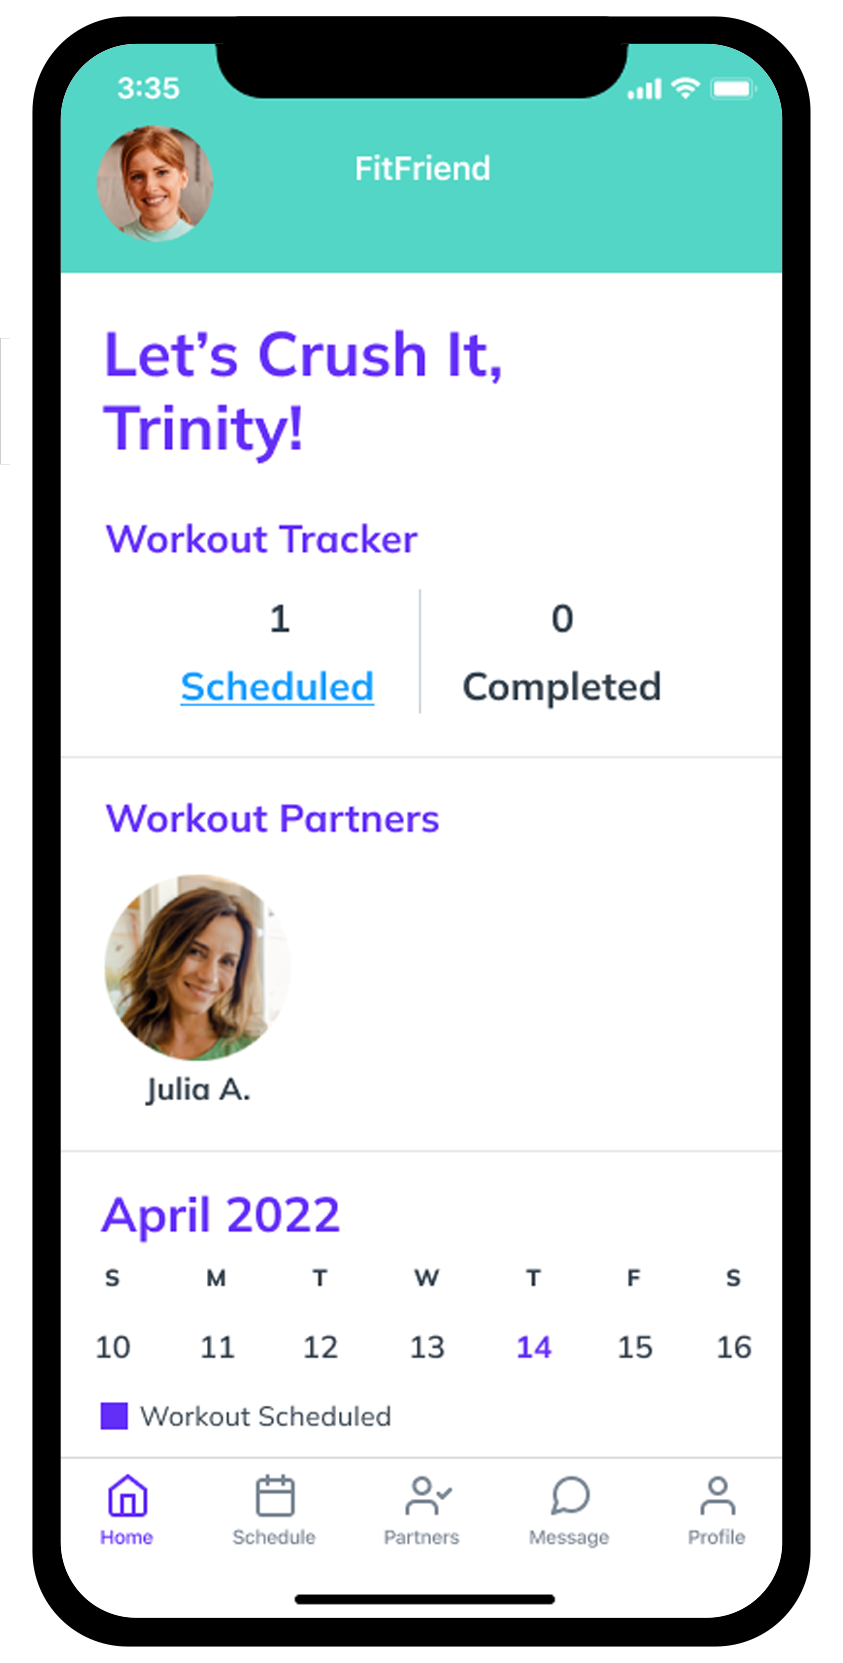 3:35
FitFriend
Let’s Crush It,
Trinity!
Workout Tracker
1 0
Scheduled Completed
Workout Partners
Julia A.
April 2022
S M T W T F S
10 11 12 13 14 15 16
Workout Scheduled
Home Schedule Partners Message Profile